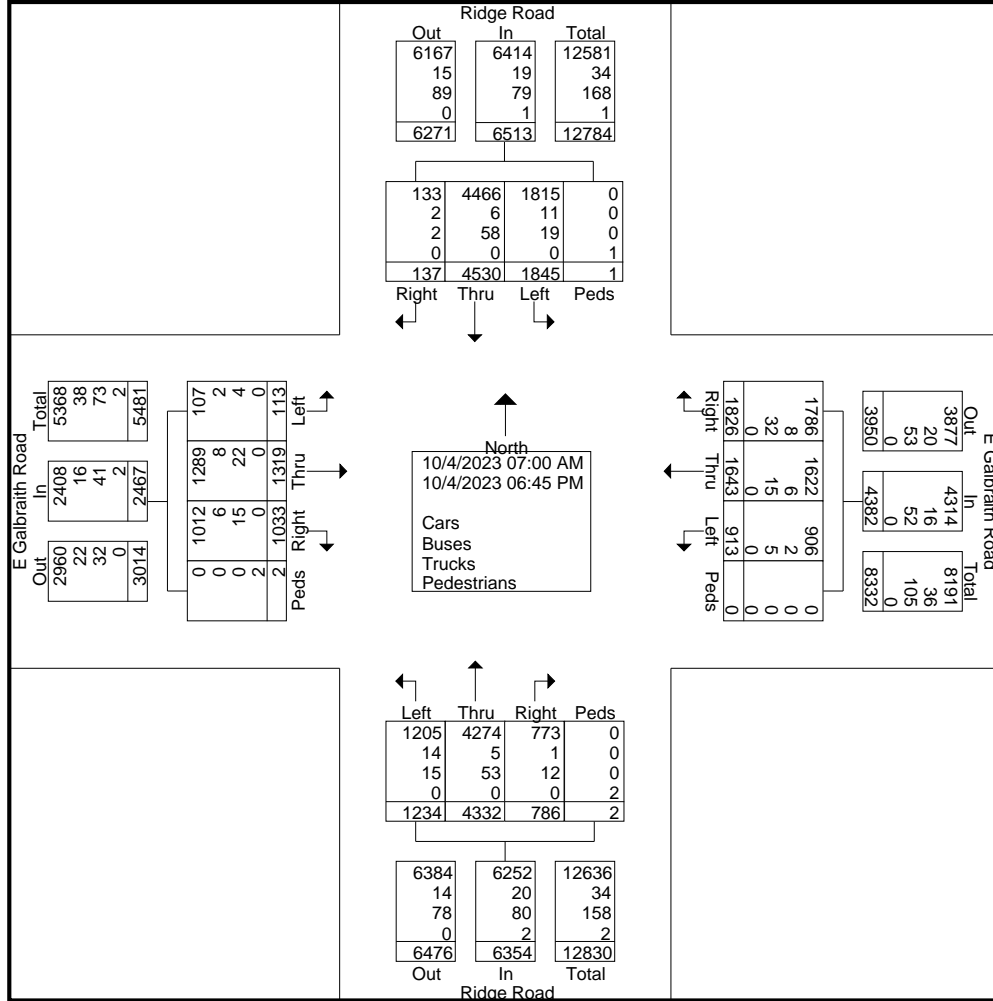 Ridge Road
Out In Total
6167 6414 12581
15 19 34
89 79 168
0 1 1
6271 6513 12784
133 4466 1815 0
2 6 11 0
2 58 19 0
0 0 0 1
137 4530 1845 1
Right Thru Left Peds
E Galbraith Road
Total
5368 38 73 2 5481
In
2408 16 41 2 2467
Out
2960 22 32 0 3014
107 2 4 0 113
Left
1289 8 22 0 1319
Thru
1012 6 15 0 1033
Right
0 0 0 2 2
Peds
North
10/4/2023 07:00 AM
10/4/2023 06:45 PM
Cars
Buses
Trucks
Pedestrians
Right
1826 0 32 8 1786
Thru
1643 0 15 6 1622
Left
913 0 5 2 906
Peds
0 0 0 0 0
Out
3950 0 53 20 3877
In
4382 0 52 16 4314
Total
8332 0 105 36 8191
E Galbraith Road
Left Thru Right Peds
1205 4274 773 0
14 5 1 0
15 53 12 0
0 0 0 2
1234 4332 786 2
6384 6252 12636
14 20 34
78 80 158
0 2 2
6476 6354 12830
Out In Total
Ridge Road